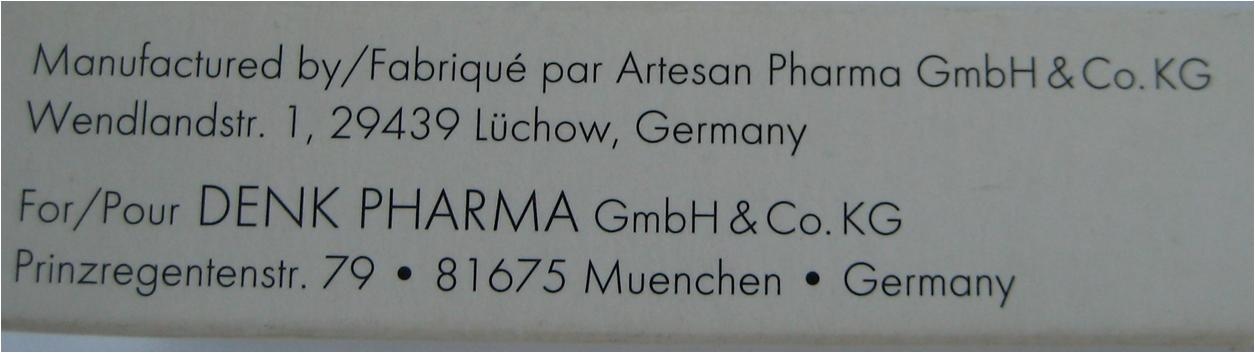 Manufactured by/Fabriqué par Artesan Pharma GmbH & Co. KG
Wendlandstr. 1, 29439 Lüchow, Germany
For/Pour DENK PHARMA GmbH & Co. KG
Prinzregentenstr. 79 • 81675 Muenchen • Germany